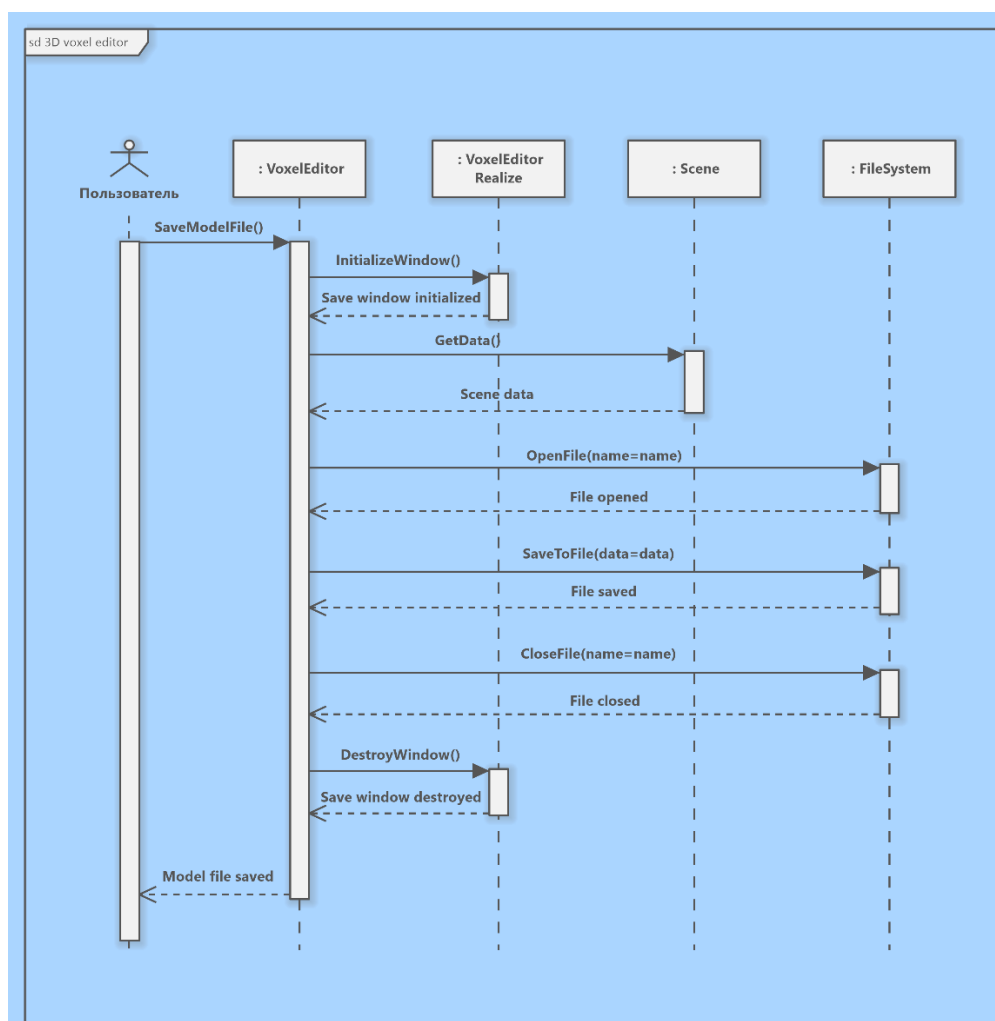 sd 3D voxel editor
Пользователь
: VoxelEditor
: VoxelEditor
Realize
: Scene
: FileSystem
SaveModelFile()
InitializeWindow()
Save window initialized
GetData()
Scene data
OpenFile(name=name)
File opened
SaveToFile(data=data)
File saved
CloseFile(name=name)
File closed
DestroyWindow()
Save window destroyed
Model file saved